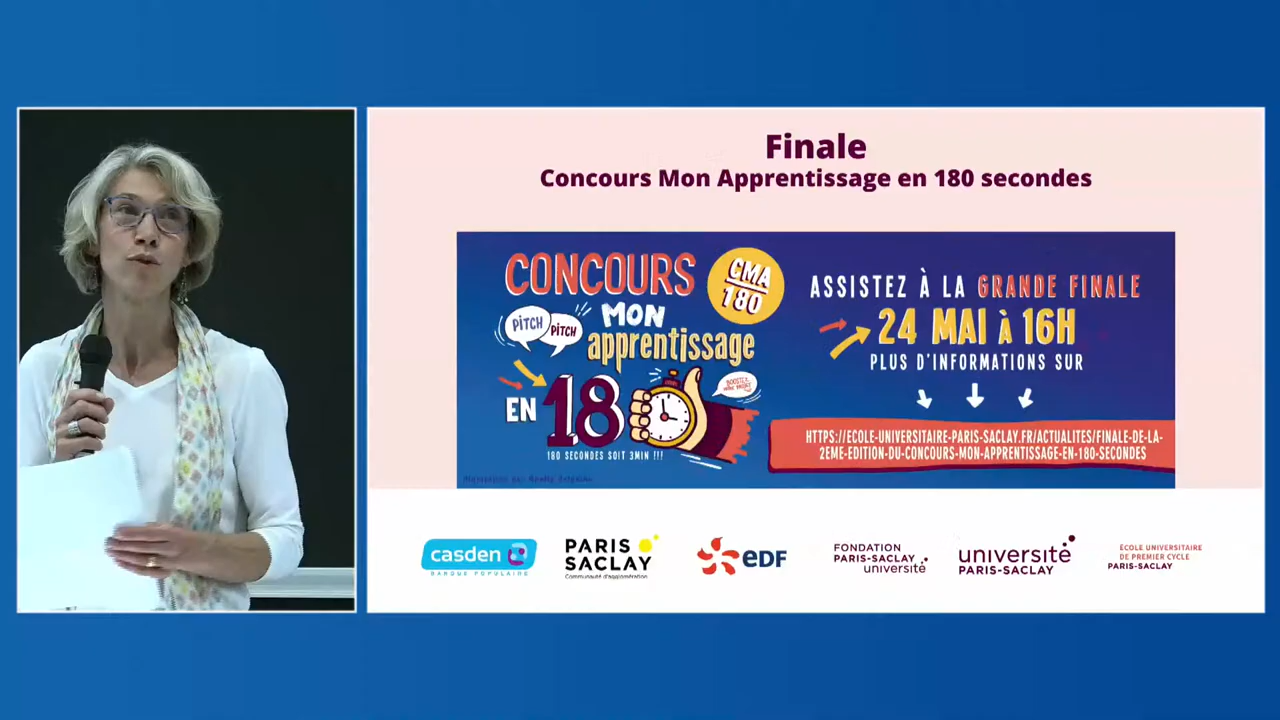 Finale
Concours Mon Apprentissage en 180 secondes
CONCOURS
CMA
180
PITCH
PITCH
MON
apprentissage
EN 180
180 SECONDES SOIT 3MIN !!!
ASSISTEZ À LA GRANDE FINALE
24 MAI À 16H
PLUS D'INFORMATIONS SUR
HTTPS://ECOLE-UNIVERSITAIRE-PARIS-SACLAY.FR/ACTUALITES/FINALE-DE-LA-
2EME-EDITION-DU-CONCOURS-MON-APPRENTISSAGE-EN-180-SECONDES
casden
BANQUE POPULAIRE
PARIS
SACLAY
Communauté d'agglomération
eDF
FONDATION
PARIS-SACLAY
université
université
PARIS-SACLAY
ÉCOLE UNIVERSITAIRE
DE PREMIER CYCLE
PARIS-SACLAY